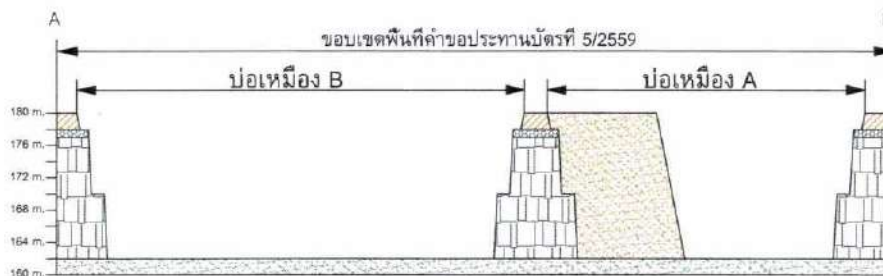 A
ขอบเขตพื้นที่คำขอประทานบัตรที่ 5/2559
บ่อเหมือง B
บ่อเหมือง A
180 m.
176 m.
172 m.
168 m.
164 m.
160 m.